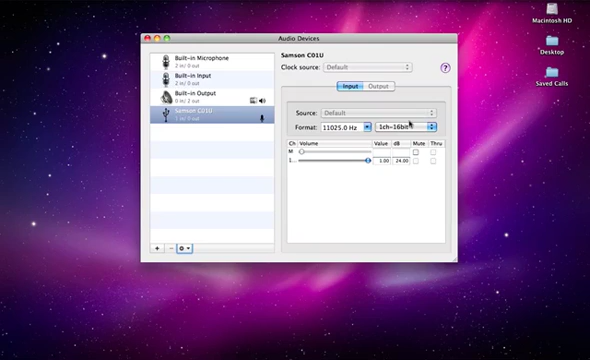 Audio Devices
Macintosh HD
Desktop
Saved Calls
Built-in Microphone
2 in/ 0 out
Built-in Input
2 in/ 0 out
Built-in Output
0 in/ 2 out
Samson C01U
1 in/ 0 out
Samson C01U
Clock source: Default
?
Input Output
Source: Default
Format: 11025.0 Hz 1ch-16bit
Ch Volume Value dB Mute Thru
M
1... 1.00 24.00